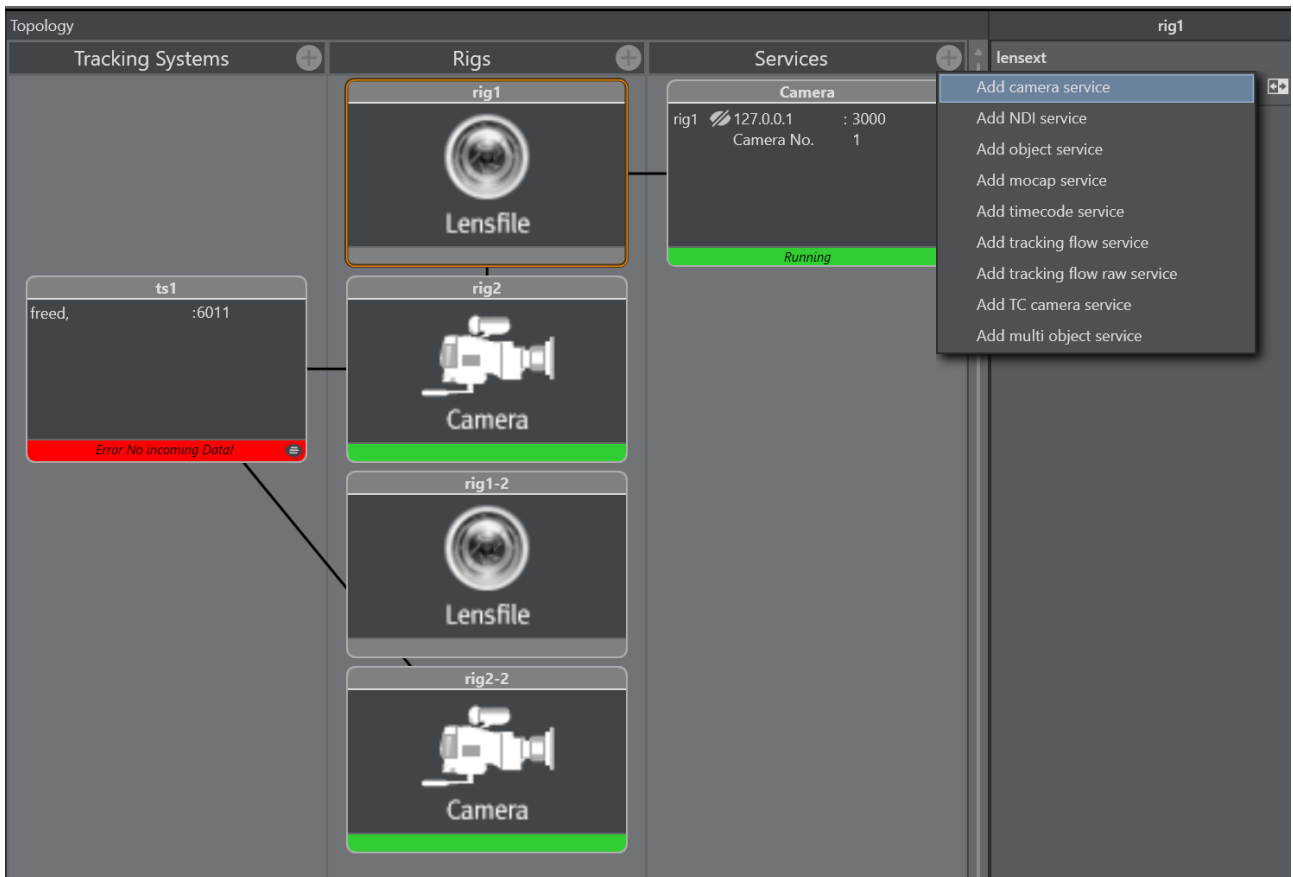 Topology
rig1
Tracking Systems
Rigs
Services
lensext
rig1
Lensfile
Camera
rig1 127.0.0.1 : 3000
Camera No. 1
Running
Add camera service
Add NDI service
Add object service
Add mocap service
Add timecode service
Add tracking flow service
Add tracking flow raw service
Add TC camera service
Add multi object service
ts1
freed, :6011
Error No incoming Data!
rig2
Camera
rig1-2
Lensfile
rig2-2
Camera